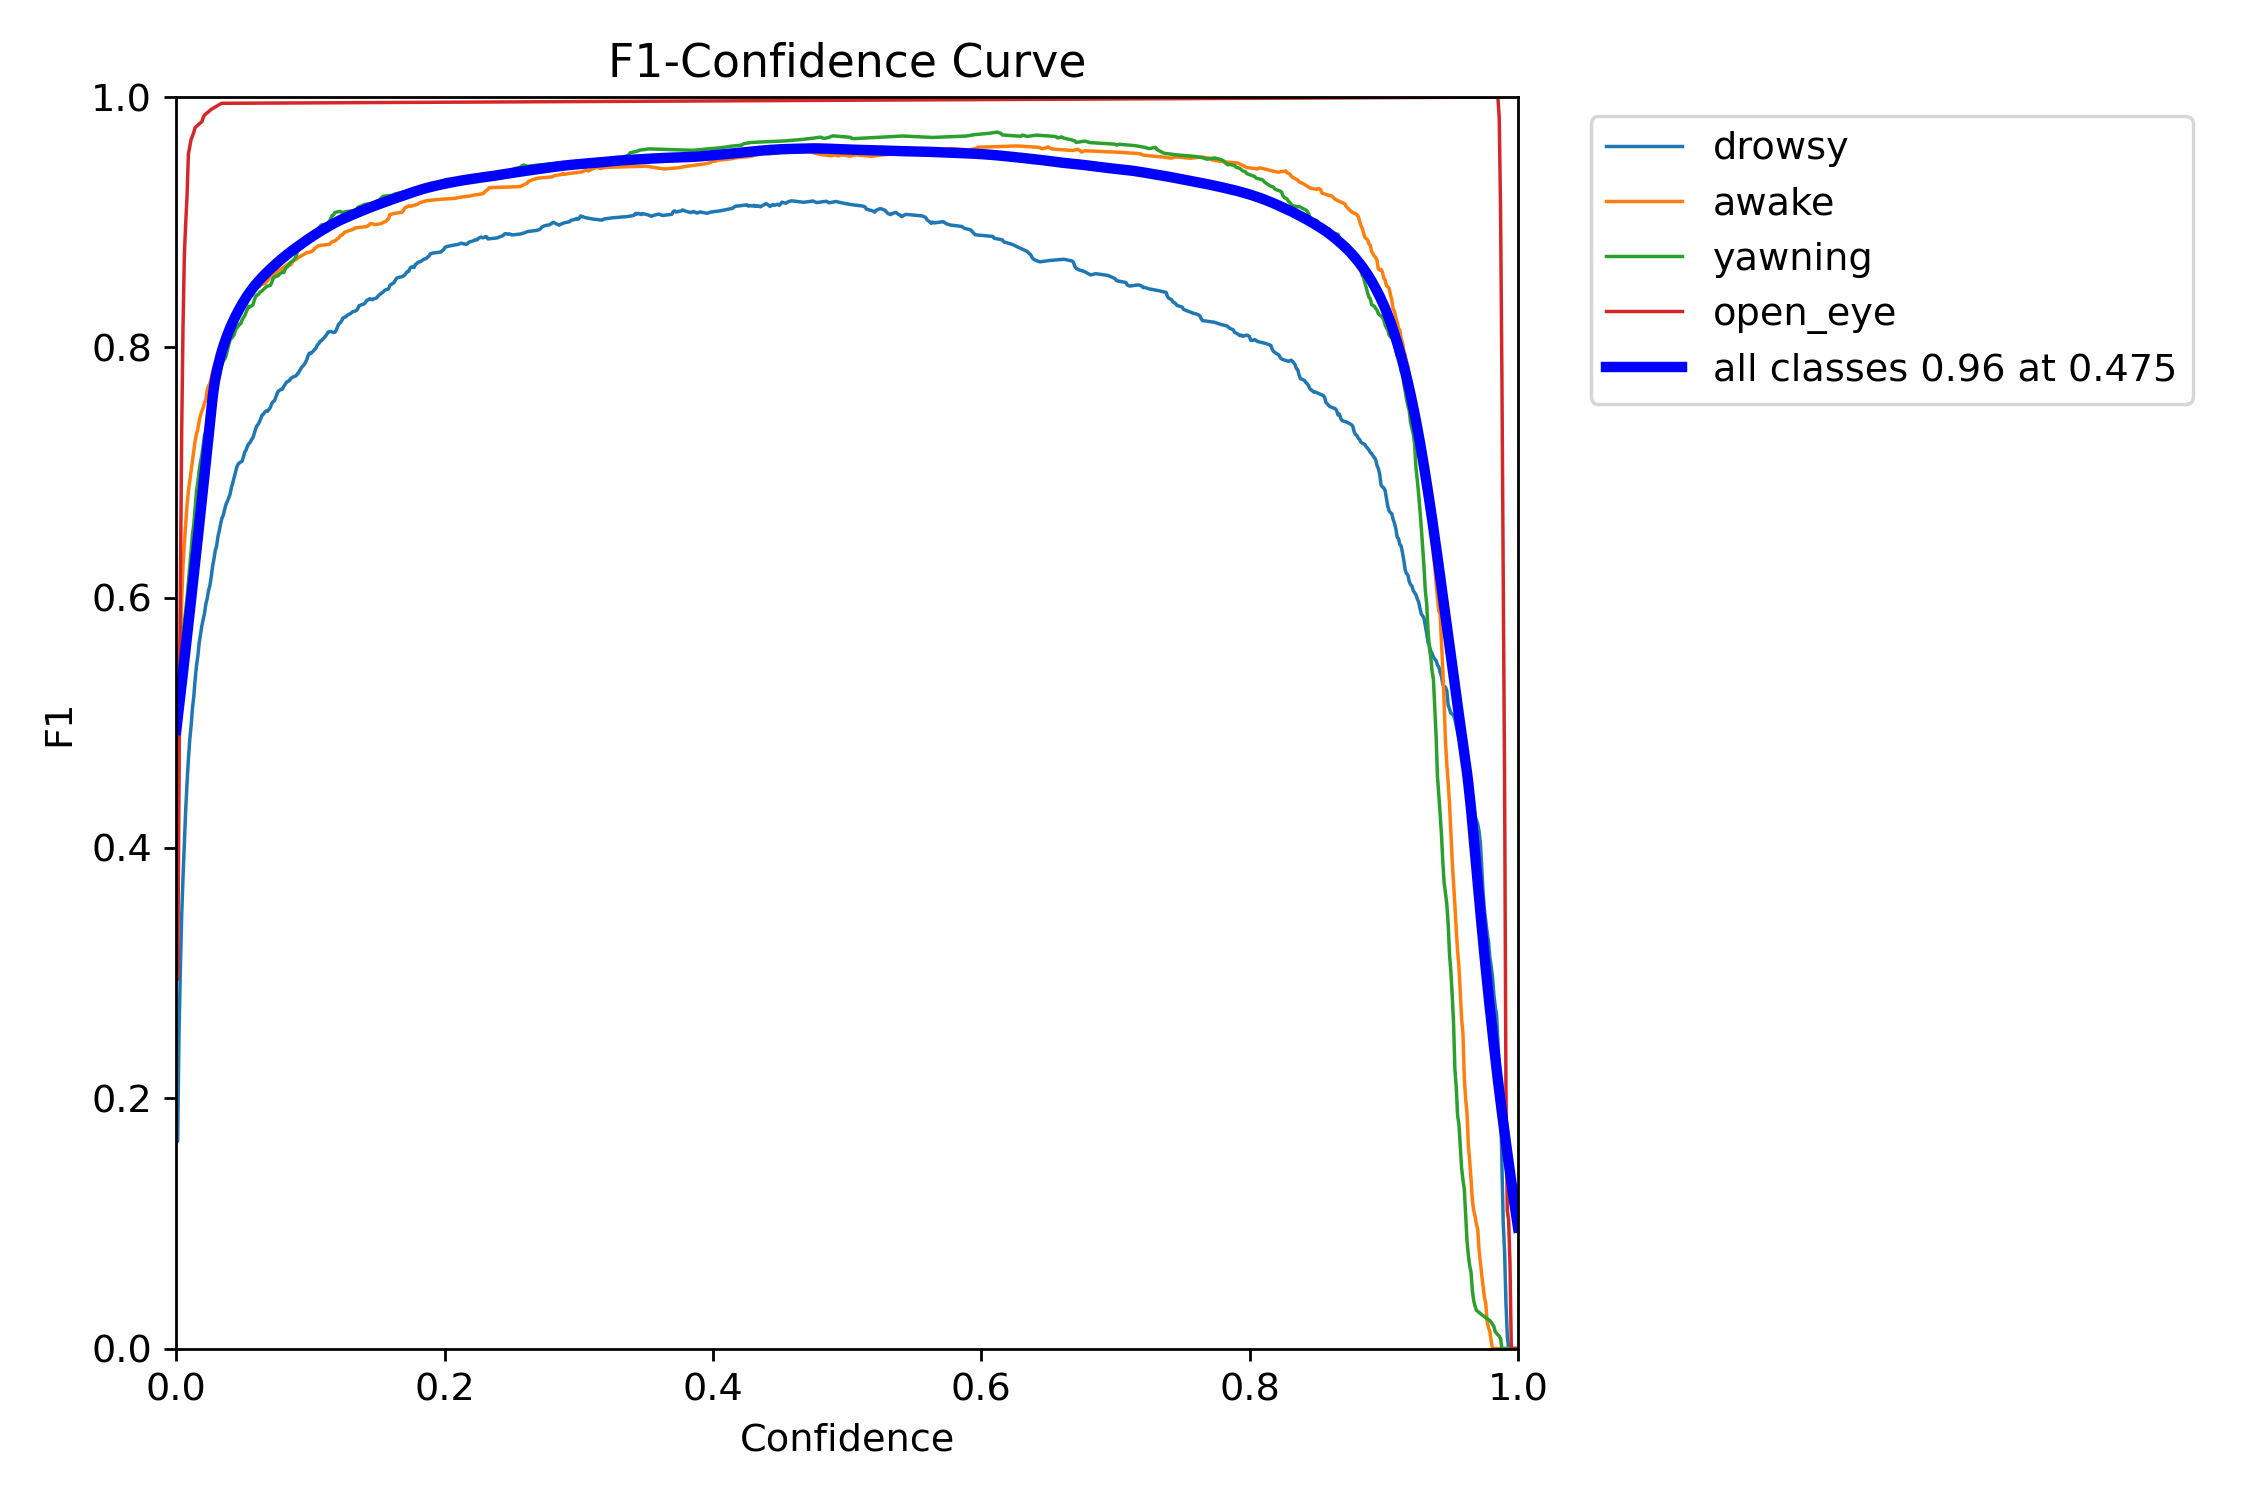 F1-Confidence Curve
1.0
0.8
0.6
0.4
0.2
0.0
F1
0.0 0.2 0.4 0.6 0.8 1.0
Confidence
drowsy
awake
yawning
open_eye
all classes 0.96 at 0.475